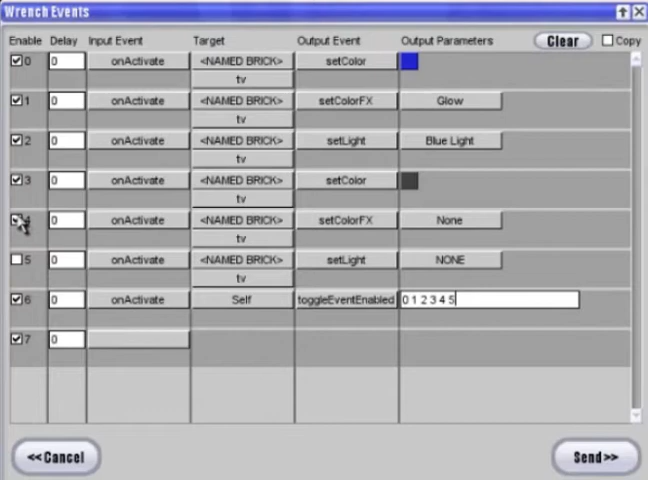 Wrench Events
Enable Delay Input Event Target Output Event Output Parameters Clear Copy
0 0 onActivate <NAMED BRICK> setColor
tv
1 0 onActivate <NAMED BRICK> setColorFX Glow
tv
2 0 onActivate <NAMED BRICK> setLight Blue Light
tv
3 0 onActivate <NAMED BRICK> setColor
tv
0 onActivate <NAMED BRICK> setColorFX None
tv
5 0 onActivate <NAMED BRICK> setLight NONE
tv
6 0 onActivate Self toggleEventEnabled 0 1 2 3 4 5
7 0
<<Cancel Send>>